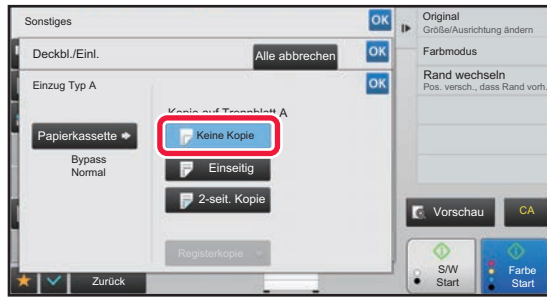 Sonstiges
OK
Deckbl./Einl.
Alle abbrechen
OK
Einzug Typ A
OK
Kopie auf Trennblatt A
Papierkassette
Bypass
Normal
Keine Kopie
Einseitig
2-seit. Kopie
Registerkopie
Zurück
Original
Größe/Ausrichtung ändern
Farbmodus
Rand wechseln
Pos. versch., dass Rand vorh.
Vorschau
CA
S/W
Start
Farbe
Start